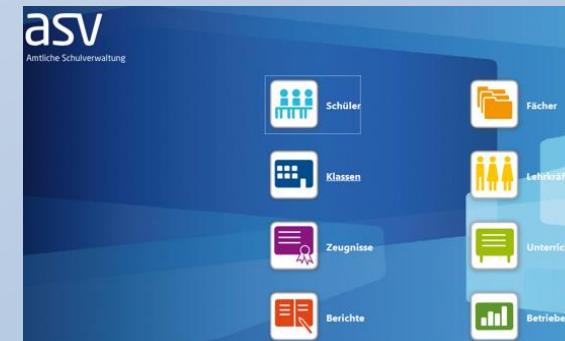 asv
Amtliche Schulverwaltung
Schüler
Fächer
Klassen
Zeugnisse
Berichte